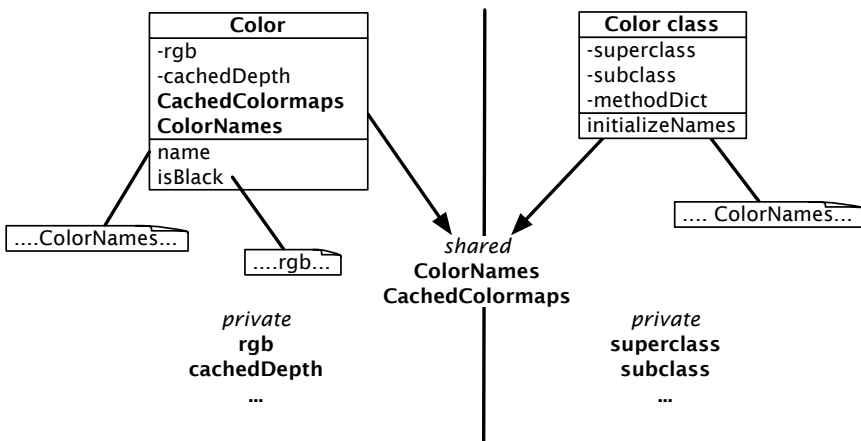 Color
-rgb
-cachedDepth
CachedColormaps
ColorNames
name
isBlack
....ColorNames...
....rgb...
Color class
-superclass
-subclass
-methodDict
initializeNames
.... ColorNames...
shared
ColorNames
CachedColormaps
private
rgb
cachedDepth
...
private
superclass
subclass
...